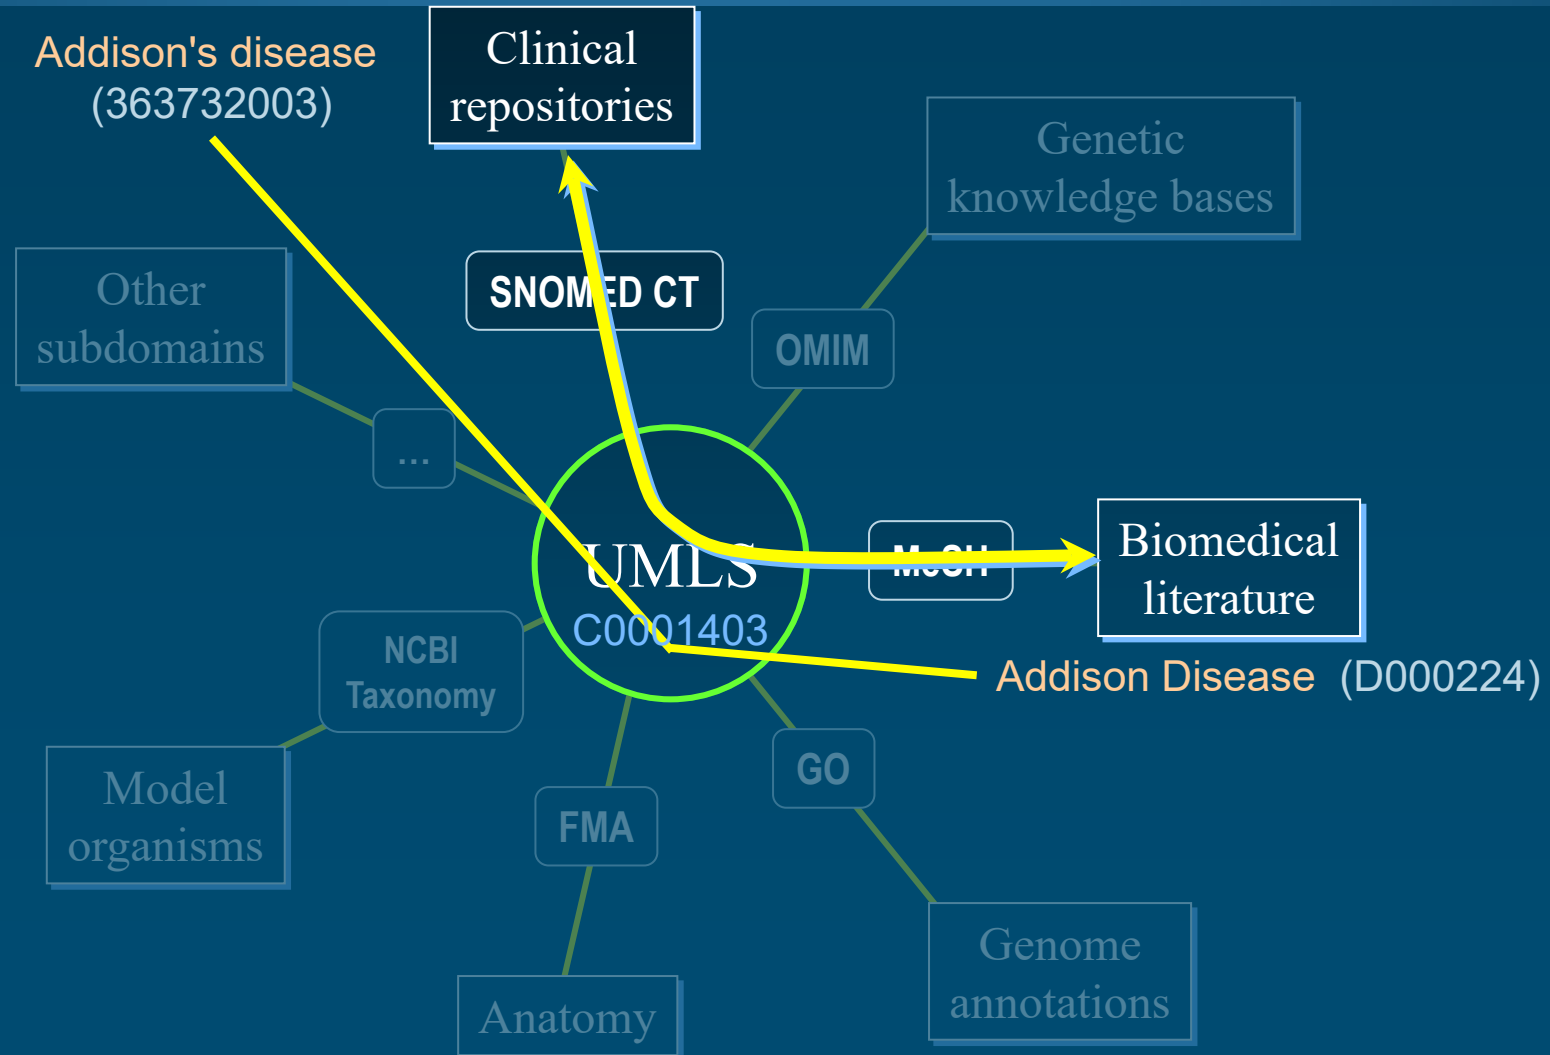 Addison's disease
(363732003)
Clinical
repositories
Genetic
knowledge bases
Other
subdomains
SNOMED CT
OMIM
...
UMLS
C0001403
MeSH
Biomedical
literature
Addison Disease (D000224)
NCBI
Taxonomy
Model
organisms
FMA
GO
Anatomy
Genome
annotations